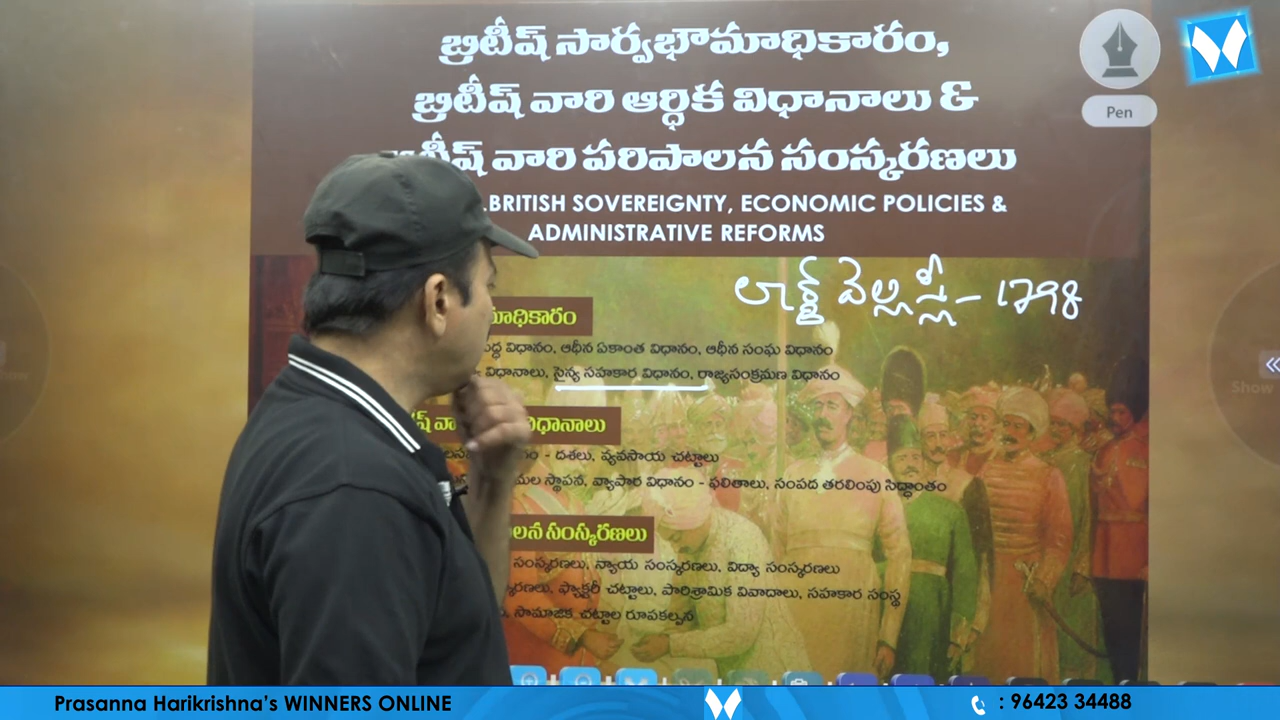 బ్రిటీష్ సార్వభౌమాధికారం,
బ్రిటీష్ వారి ఆర్థిక విధానాలు &
వారి పరిపాలన సంస్కరణలు
BRITISH SOVEREIGNTY, ECONOMIC POLICIES &
ADMINISTRATIVE REFORMS
Pen
లార్డ్ వెల్లస్లీ - 1798
విధానం, ఆధీన ఏకాంత విధానం, ఆధీన సంఘ విధానం
విధానాలు, సైన్య సహకార విధానం, రాజ్యసంక్రమణ విధానం
- దశలు, వ్యవసాయ చట్టాలు
స్థాపన, వ్యాపార విధానం - ఫలితాలు, సంపద తరలింపు సిద్ధాంతం
సంస్కరణలు
సంస్కరణలు, న్యాయ సంస్కరణలు, విద్యా సంస్కరణలు
ఫ్యాక్టరీ చట్టాలు, పారిశ్రామిక వివాదాలు, సహకార సంస్థ
సామాజిక చట్టాల రూపకల్పన
Show
Prasanna Harikrishna's WINNERS ONLINE
: 96423 34488